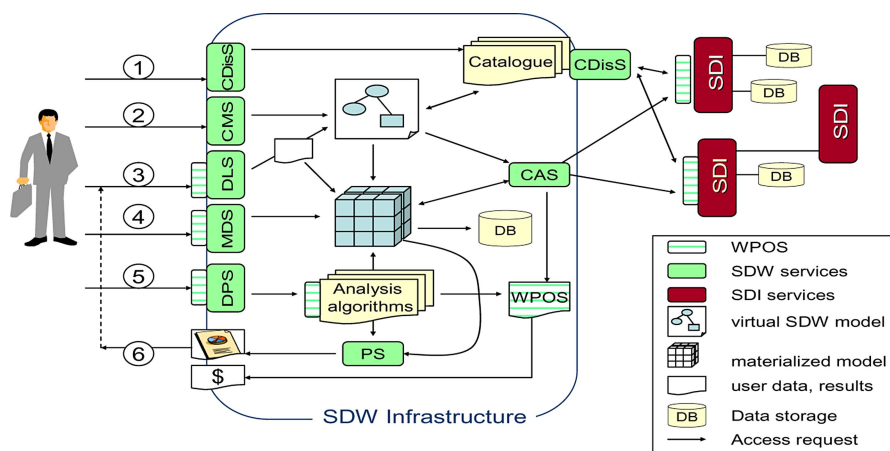 1
CDisS
Catalogue
CDisS
SDI
DB
DB
2
CMS
SDI
3
DLS
CAS
SDI
DB
4
MDS
DB
5
DPS
Analysis
algorithms
WPOS
6
PS
$
SDW Infrastructure
WPOS
SDW services
SDI services
virtual SDW model
materialized model
user data, results
DB
Data storage
Access request